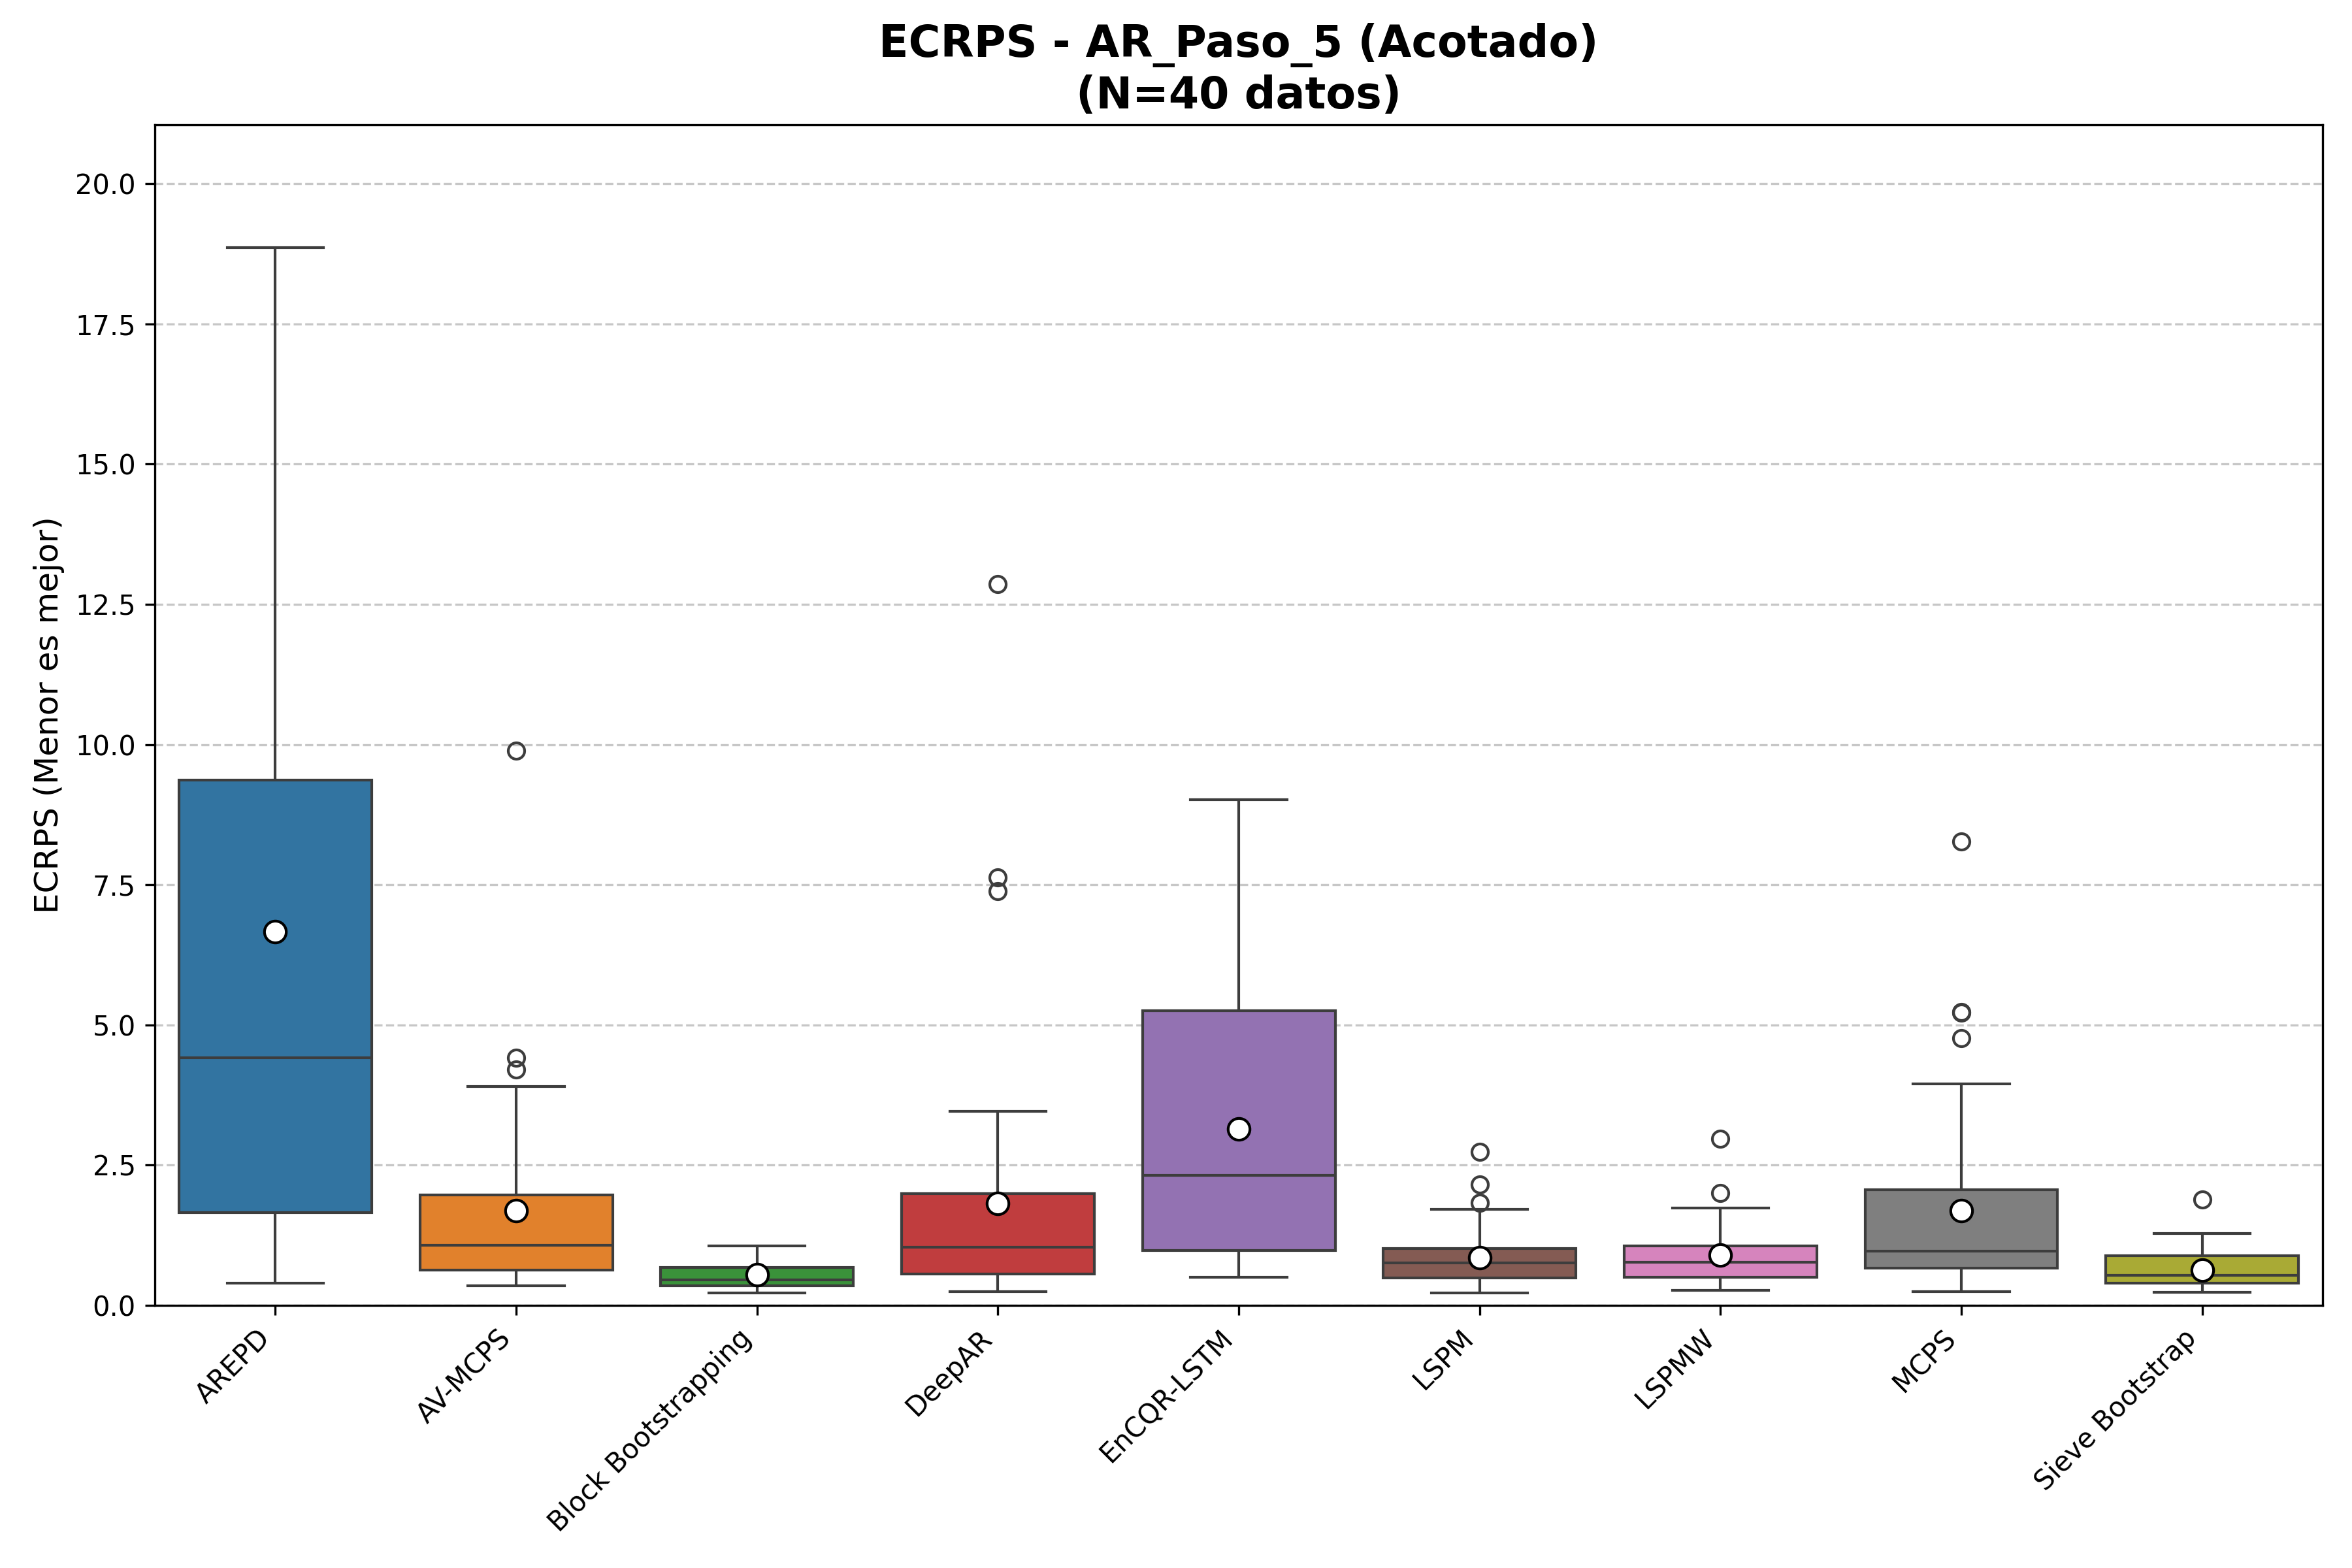 ECRPS - AR_Paso_5 (Acotado)
(N=40 datos)
ECRPS (Menor es mejor)
20.0
17.5
15.0
12.5
10.0
7.5
5.0
2.5
0.0
AREPD
AV-MCPS
Block Bootstrapping
DeepAR
EnCQR-LSTM
LSPM
LSPMW
MCPS
Sieve Bootstrap